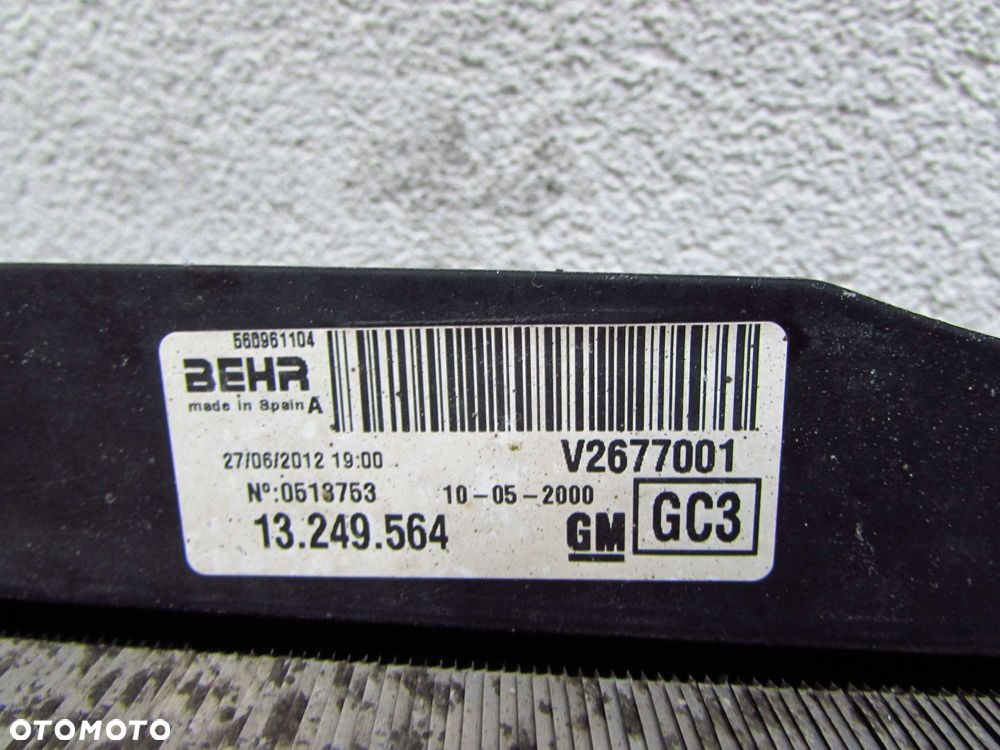 560961104
BEHR
made in Spain A
27/06/2012 19:00
V2677001
Nº:0513753
10-05-2000
GC3
13.249.564
GM
OTOMOTO